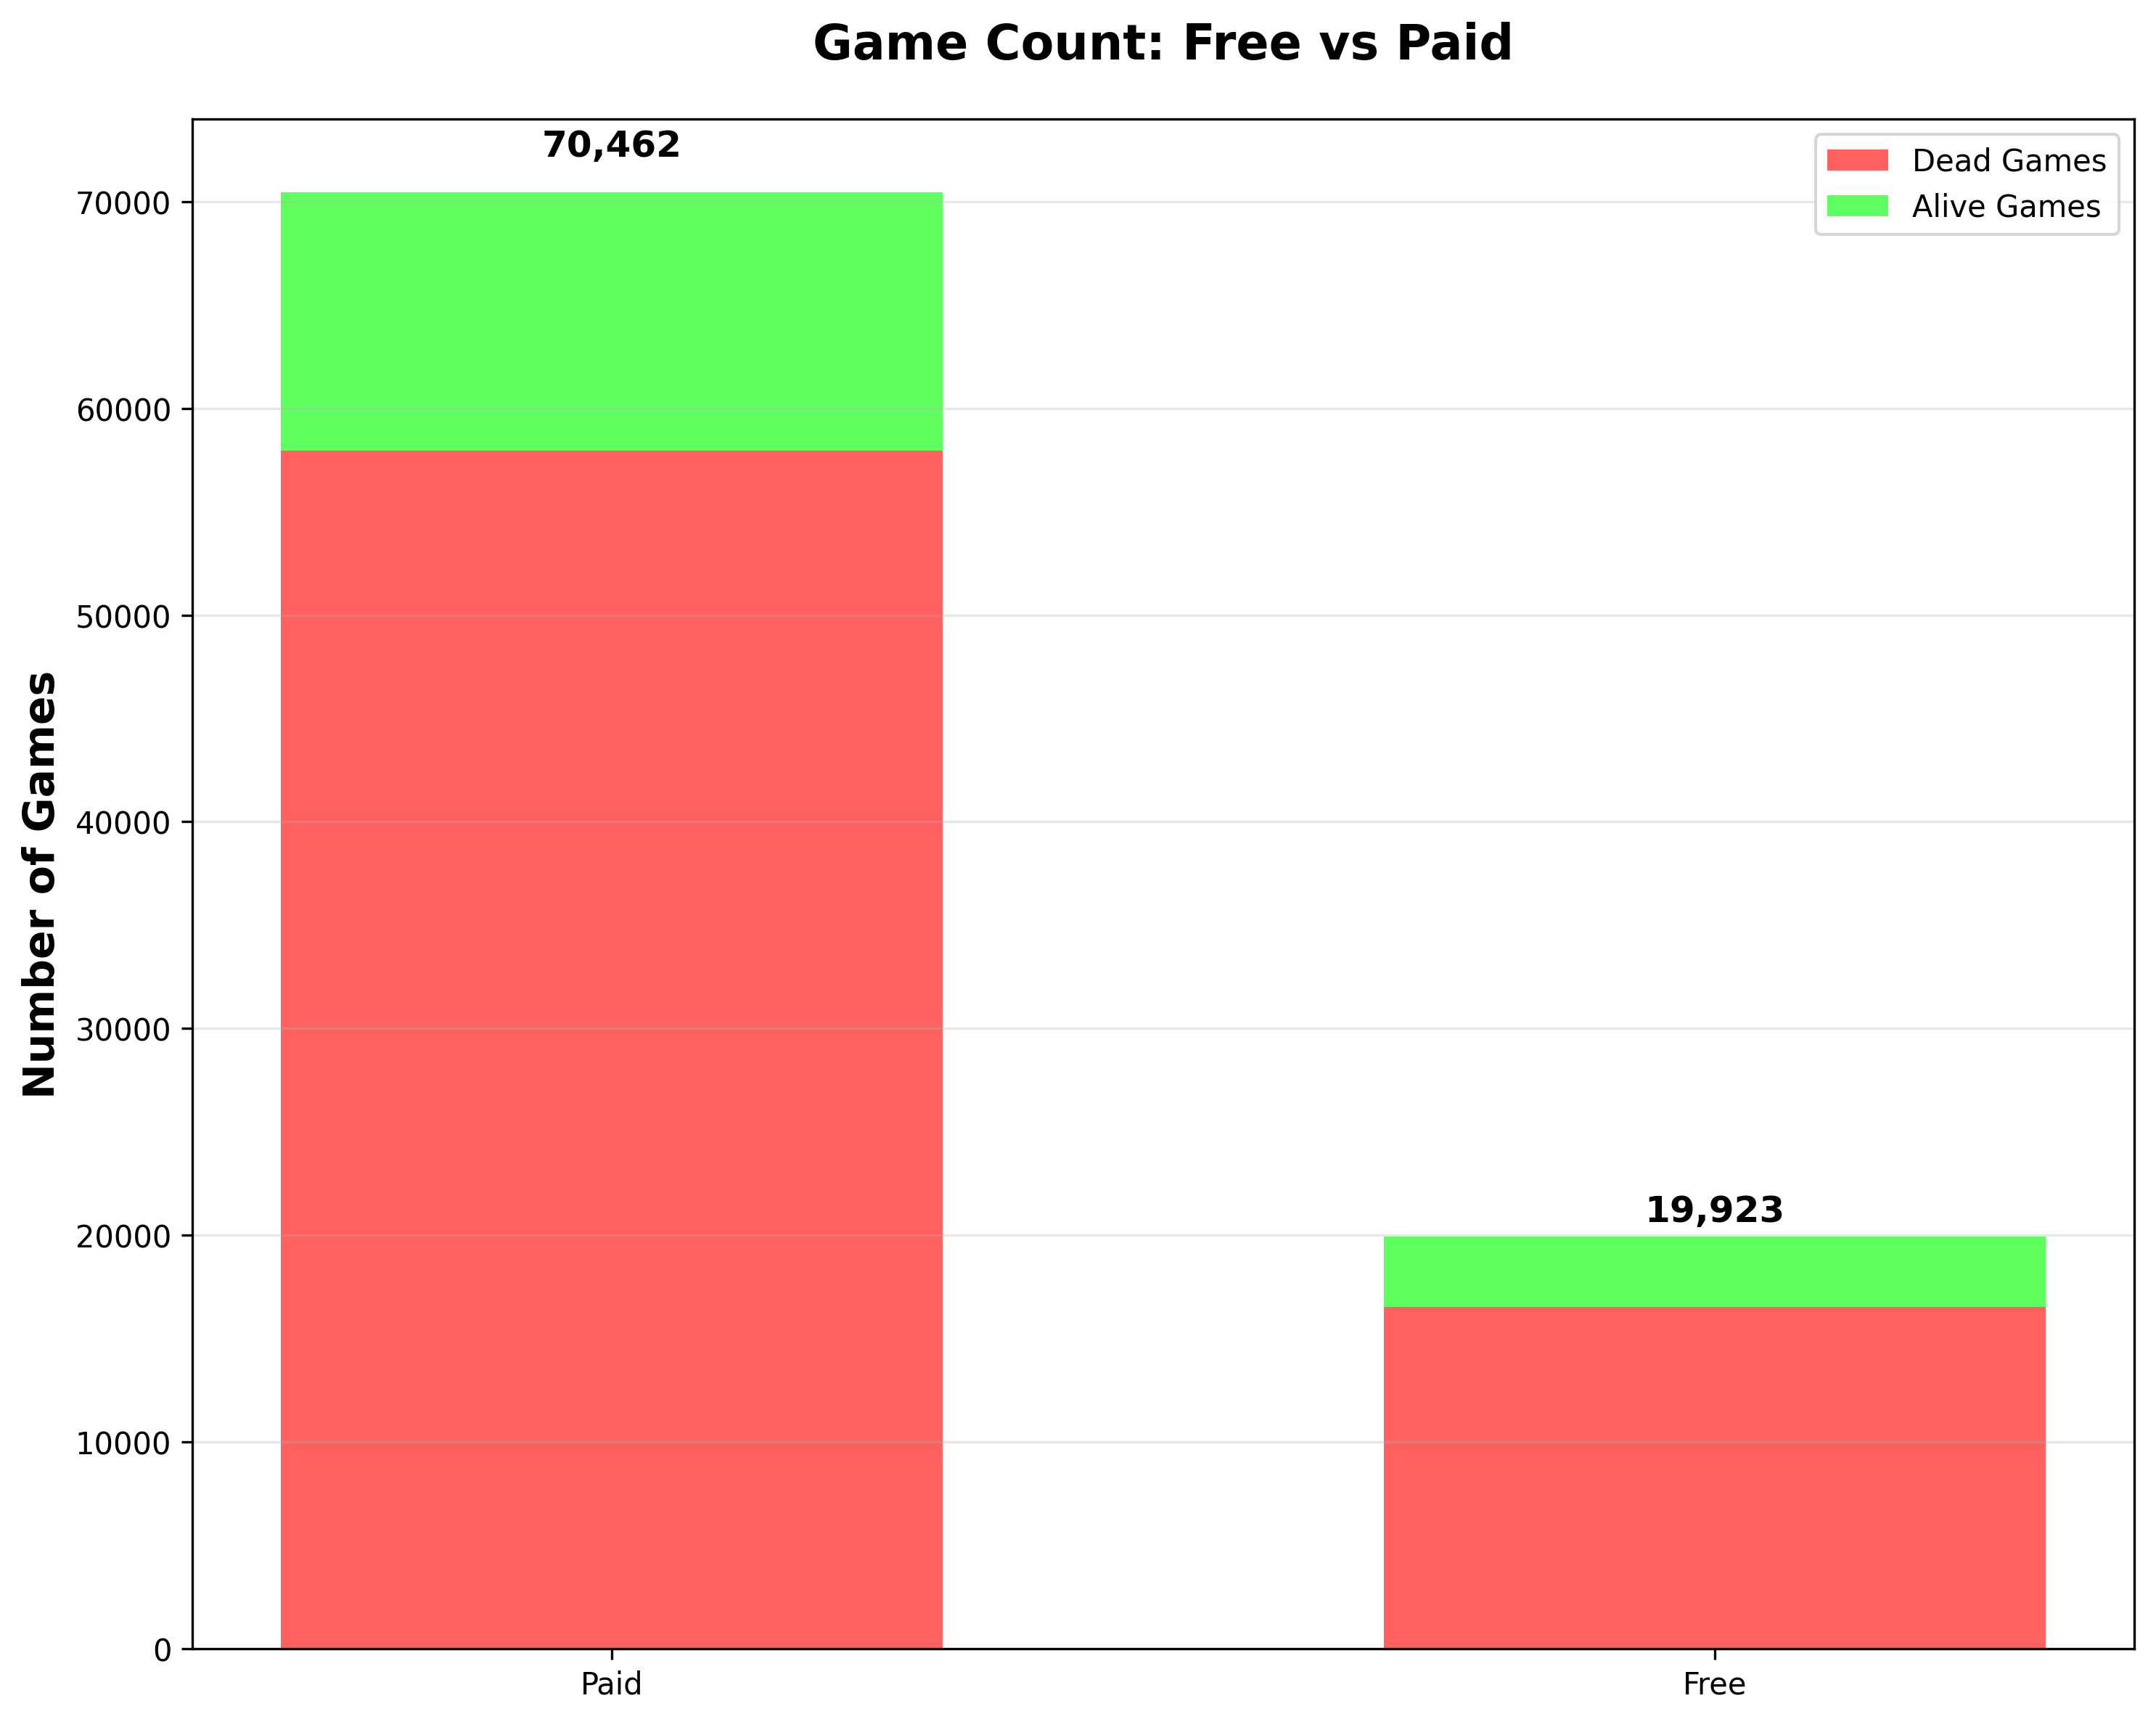 Game Count: Free vs Paid
70,462
Dead Games
Alive Games
70000
60000
50000
40000
30000
20000
10000
0
Number of Games
19,923
Paid
Free